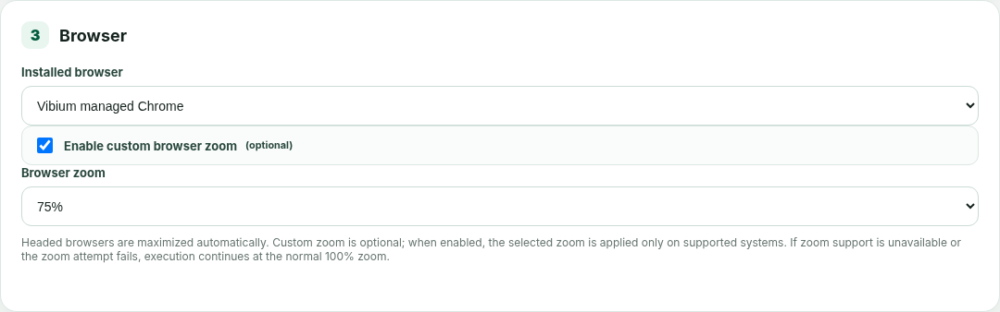 3 Browser
Installed browser
Vibium managed Chrome
Enable custom browser zoom (optional)
Browser zoom
75%
Headed browsers are maximized automatically. Custom zoom is optional; when enabled, the selected zoom is applied only on supported systems. If zoom support is unavailable or
the zoom attempt fails, execution continues at the normal 100% zoom.